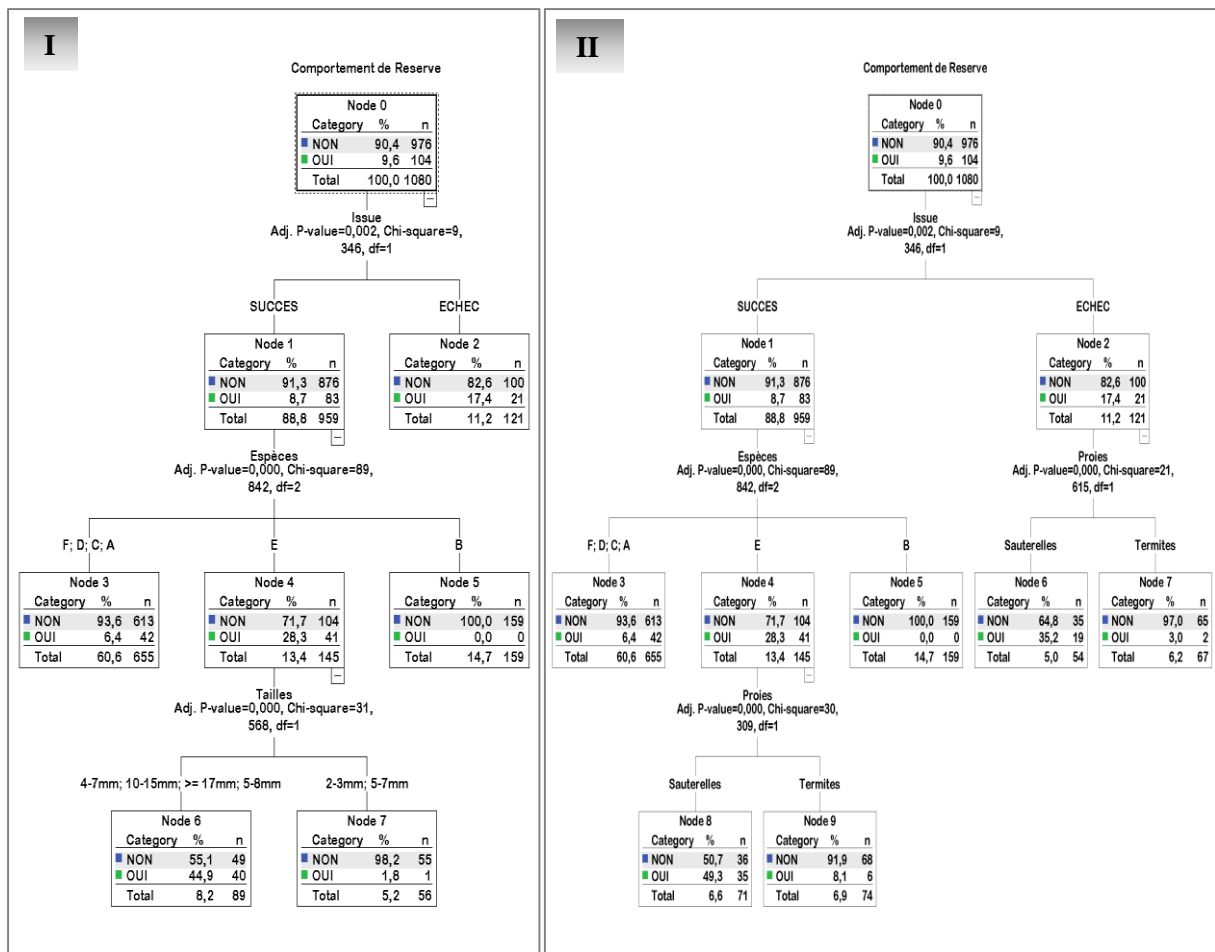 I
Comportement de Reserve
Node 0
Category % n
NON 90,4 976
OUI 9,6 104
Total 100,0 1080
Issue
Adj. P-value=0,002, Chi-square=9,
346, df=1
SUCCES
ECHEC
Node 1
Category % n
NON 91,3 876
OUI 8,7 83
Total 88,8 959
Node 2
Category % n
NON 82,6 100
OUI 17,4 21
Total 11,2 121
Espèces
Adj. P-value=0,000, Chi-square=89,
842, df=2
F; D; C; A
E
B
Node 3
Category % n
NON 93,6 613
OUI 6,4 42
Total 60,6 655
Node 4
Category % n
NON 71,7 104
OUI 28,3 41
Total 13,4 145
Node 5
Category % n
NON 100,0 159
OUI 0,0 0
Total 14,7 159
Tailles
Adj. P-value=0,000, Chi-square=31,
568, df=1
4-7mm; 10-15mm; >= 17mm; 5-8mm
2-3mm; 5-7mm
Node 6
Category % n
NON 55,1 49
OUI 44,9 40
Total 8,2 89
Node 7
Category % n
NON 98,2 55
OUI 1,8 1
Total 5,2 56
II
Comportement de Reserve
Node 0
Category % n
NON 90,4 976
OUI 9,6 104
Total 100,0 1080
Issue
Adj. P-value=0,002, Chi-square=9,
346, df=1
SUCCES
ECHEC
Node 1
Category % n
NON 91,3 876
OUI 8,7 83
Total 88,8 959
Node 2
Category % n
NON 82,6 100
OUI 17,4 21
Total 11,2 121
Espèces
Adj. P-value=0,000, Chi-square=89,
842, df=2
Proies
Adj. P-value=0,000, Chi-square=21,
615, df=1
F; D; C; A
E
B
Sauterelles
Termites
Node 3
Category % n
NON 93,6 613
OUI 6,4 42
Total 60,6 655
Node 4
Category % n
NON 71,7 104
OUI 28,3 41
Total 13,4 145
Node 5
Category % n
NON 100,0 159
OUI 0,0 0
Total 14,7 159
Node 6
Category % n
NON 64,8 35
OUI 35,2 19
Total 5,0 54
Node 7
Category % n
NON 97,0 65
OUI 3,0 2
Total 6,2 67
Proies
Adj. P-value=0,000, Chi-square=30,
309, df=1
Sauterelles
Termites
Node 8
Category % n
NON 50,7 36
OUI 49,3 35
Total 6,6 71
Node 9
Category % n
NON 91,9 68
OUI 8,1 6
Total 6,9 74